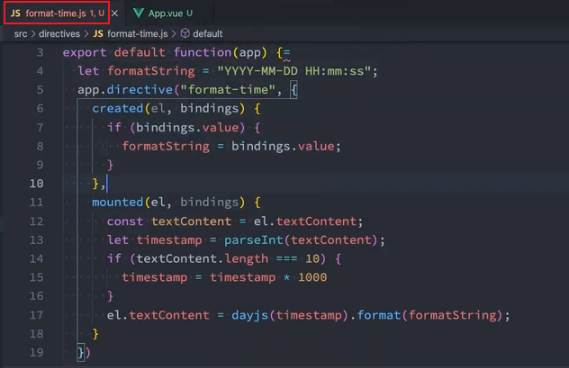 JS format-time.js 1, U × App.vue U
src > directives > JS format-time.js > default
3 export default function(app) {=
4 let formatString = "YYYY-MM-DD HH:mm:ss";
5 app.directive("format-time", {
6 created(el, bindings) {
7 if (bindings.value) {
8 formatString = bindings.value;
9 }
10 },
11 mounted(el, bindings) {
12 const textContent = el.textContent;
13 let timestamp = parseInt(textContent);
14 if (textContent.length === 10) {
15 timestamp = timestamp * 1000
16 }
17 el.textContent = dayjs(timestamp).format(formatString);
18 }
19 })